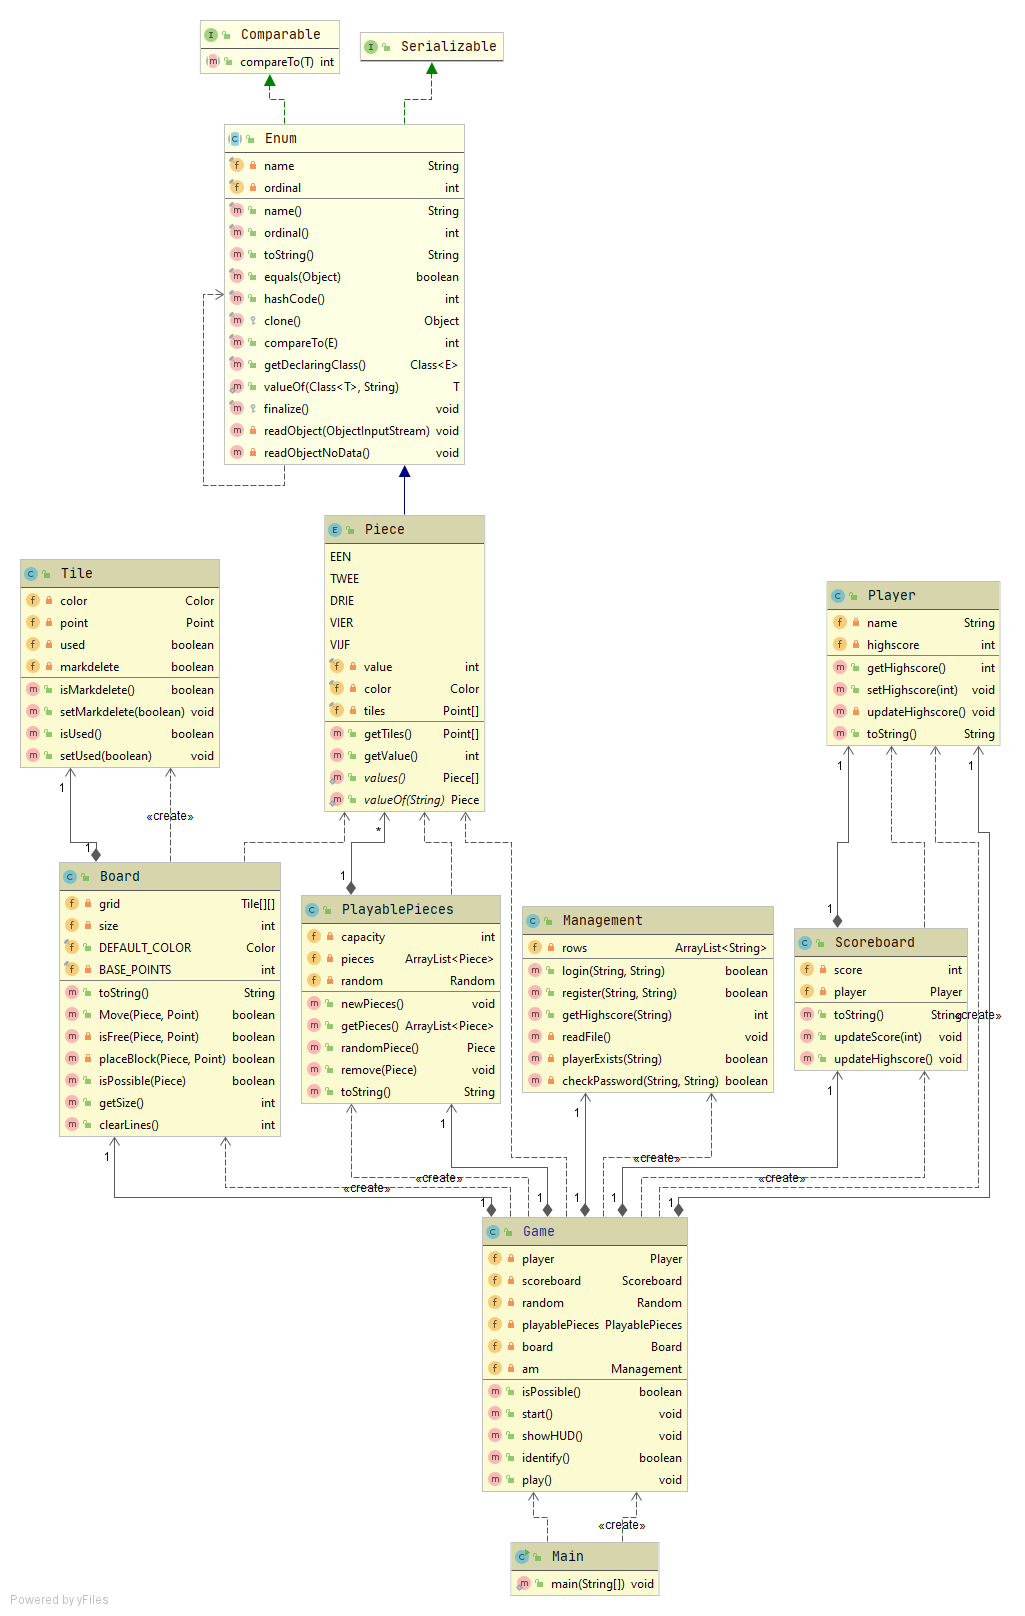 Comparable
compareTo(T) int
Serializable
Enum
name String
ordinal int
name() String
ordinal() int
toString() String
equals(Object) boolean
hashCode() int
clone() Object
compareTo(E) int
getDeclaringClass() Class<E>
valueOf(Class<T>, String) T
finalize() void
readObject(ObjectInputStream) void
readObjectNoData() void
Piece
EEN
TWEE
DRIE
VIER
VIJF
value int
color Color
tiles Point[]
getTiles() Point[]
getValue() int
values() Piece[]
valueOf(String) Piece
Tile
color Color
point Point
used boolean
markdelete boolean
isMarkdelete() boolean
setMarkdelete(boolean) void
isUsed() boolean
setUsed(boolean) void
Player
name String
highscore int
getHighscore() int
setHighscore(int) void
updateHighscore() void
toString() String
1
1
1
«create»
*
1
1
1
Board
grid Tile[][]
size int
DEFAULT_COLOR Color
BASE_POINTS int
toString() String
Move(Piece, Point) boolean
isFree(Piece, Point) boolean
placeBlock(Piece, Point) boolean
isPossible(Piece) boolean
getSize() int
clearLines() int
PlayablePieces
capacity int
pieces ArrayList<Piece>
random Random
newPieces() void
getPieces() ArrayList<Piece>
randomPiece() Piece
remove(Piece) void
toString() String
Management
rows ArrayList<String>
login(String, String) boolean
register(String, String) boolean
getHighscore(String) int
readFile() void
playerExists(String) boolean
checkPassword(String, String) boolean
Scoreboard
score int
player Player
toString() String
«create»
updateScore(int) void
updateHighscore() void
1
1
1
1
«create»
«create»
«create»
«create»
1
1
1
1
1
Game
player Player
scoreboard Scoreboard
random Random
playablePieces PlayablePieces
board Board
am Management
isPossible() boolean
start() void
showHUD() void
identify() boolean
play() void
«create»
Main
main(String[]) void
Powered by yFiles